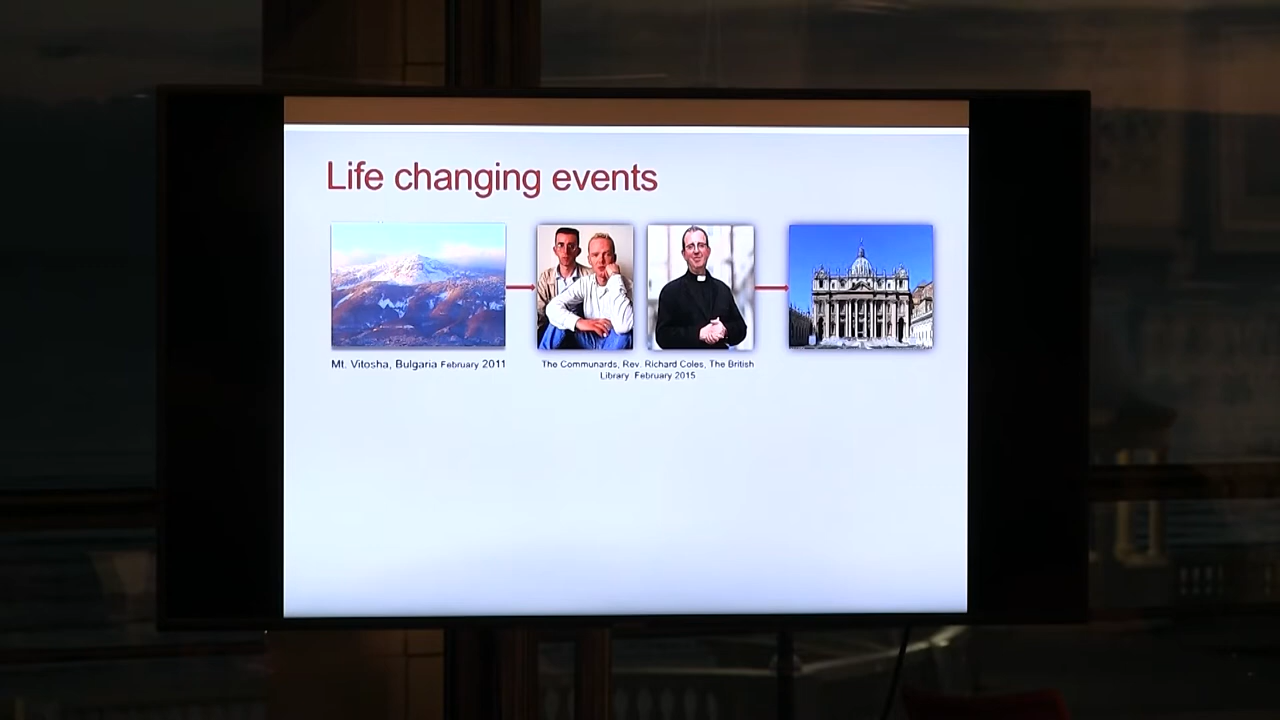 Life changing events
Mt. Vitosha, Bulgaria February 2011
The Communards, Rev. Richard Coles, The British
Library February 2015